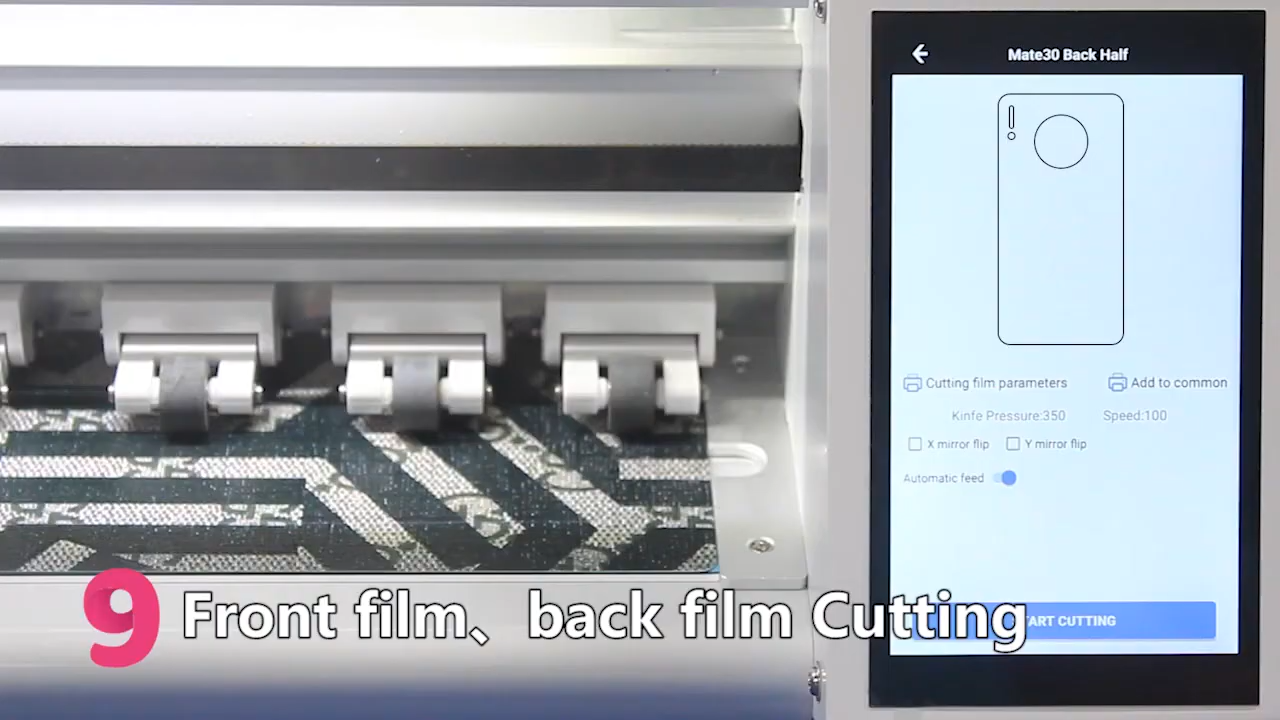 Mate30 Back Half
Cutting film parameters
Add to common
Kinfe Pressure:350
Speed:100
X mirror flip
Y mirror flip
Automatic feed
START CUTTING
9 Front film、back film Cutting